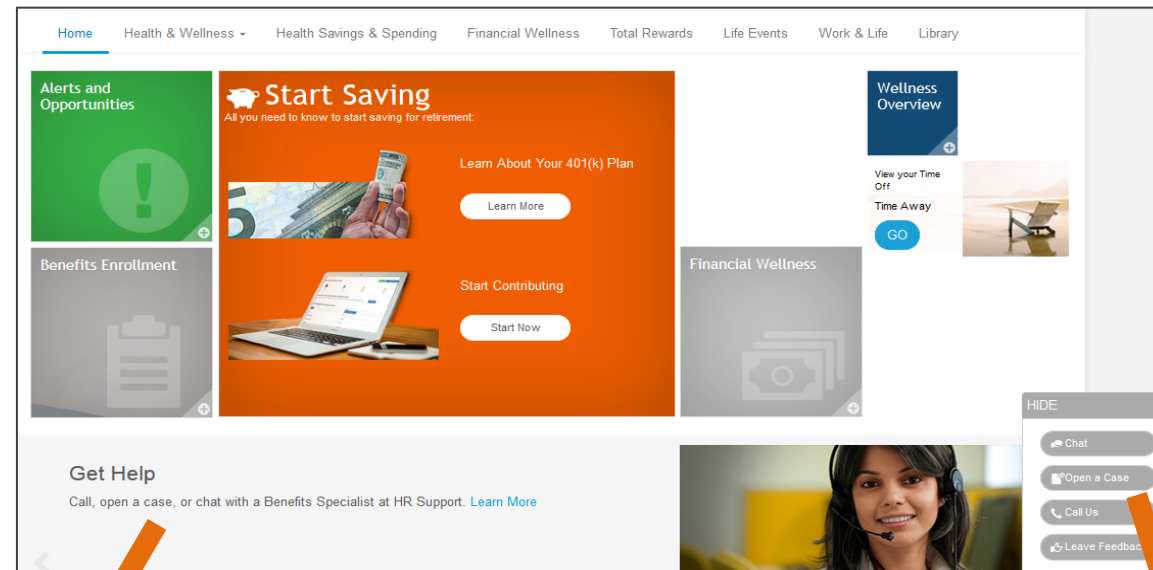 Home Health & Wellness Health Savings & Spending Financial Wellness Total Rewards Life Events Work & Life Library
Alerts and
Opportunities
Start Saving
All you need to know to start saving for retirement:
Learn About Your 401(k) Plan
Learn More
Start Contributing
Start Now
Benefits Enrollment
Financial Wellness
Wellness
Overview
View your Time
Off
Time Away
GO
HIDE
Chat
Open a Case
Call Us
Leave Feedbac
Get Help
Call, open a case, or chat with a Benefits Specialist at HR Support. Learn More